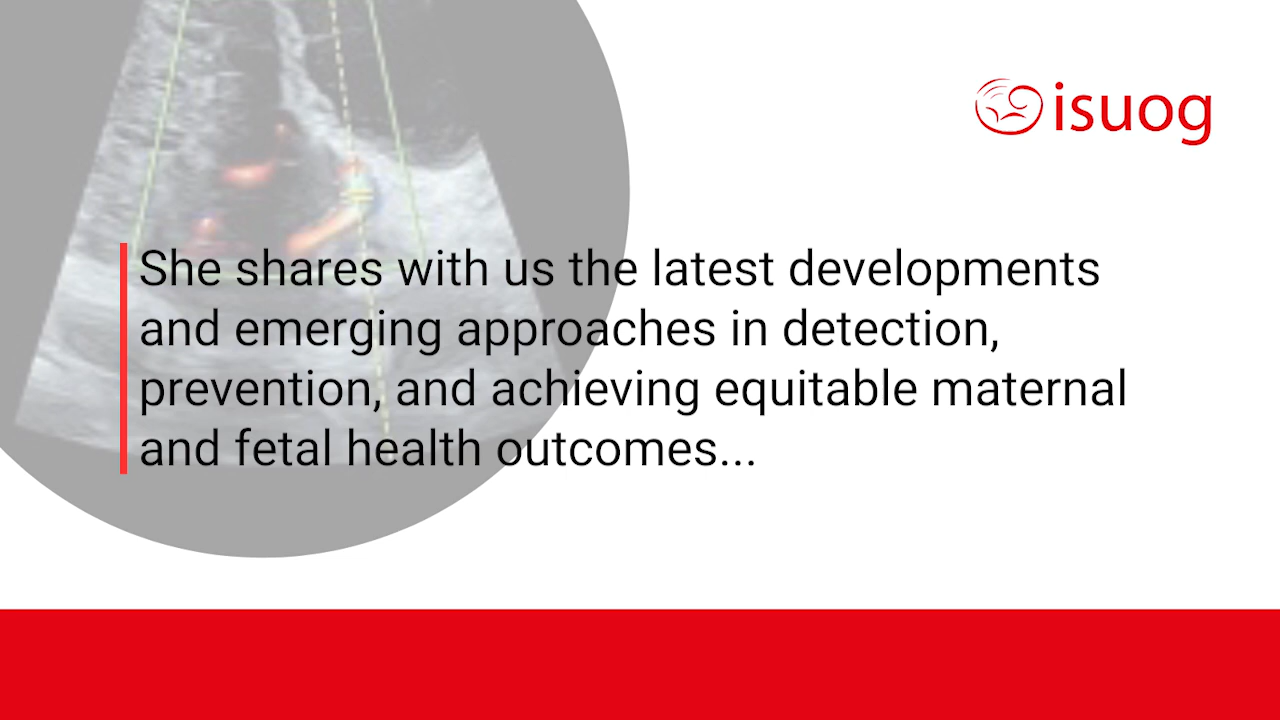 isuog
She shares with us the latest developments
and emerging approaches in detection,
prevention, and achieving equitable maternal
and fetal health outcomes...